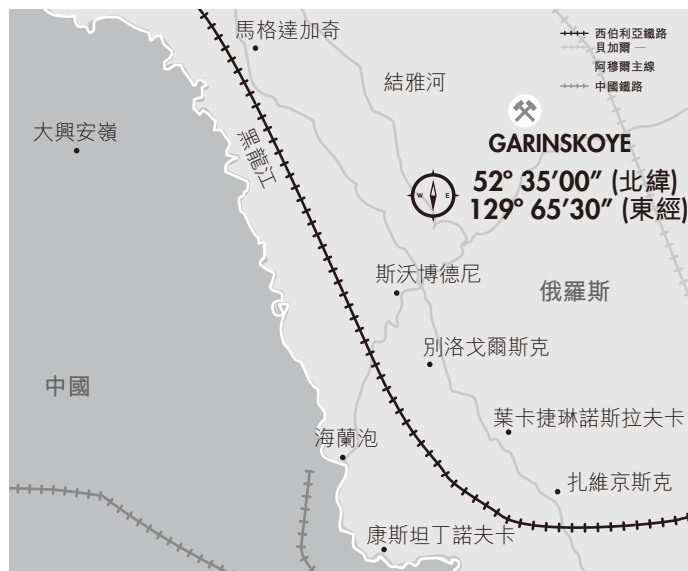 馬格達加奇
西伯利亞鐵路
貝加爾 —
阿穆爾主線
中國鐵路
結雅河
大興安嶺
黑龍江
GARINSKOYE
W E
52° 35’00” (北緯)
129° 65’30” (東經)
斯沃博德尼
俄羅斯
別洛戈爾斯克
中國
葉卡捷琳諾斯拉夫卡
海蘭泡
扎維京斯克
康斯坦丁諾夫卡